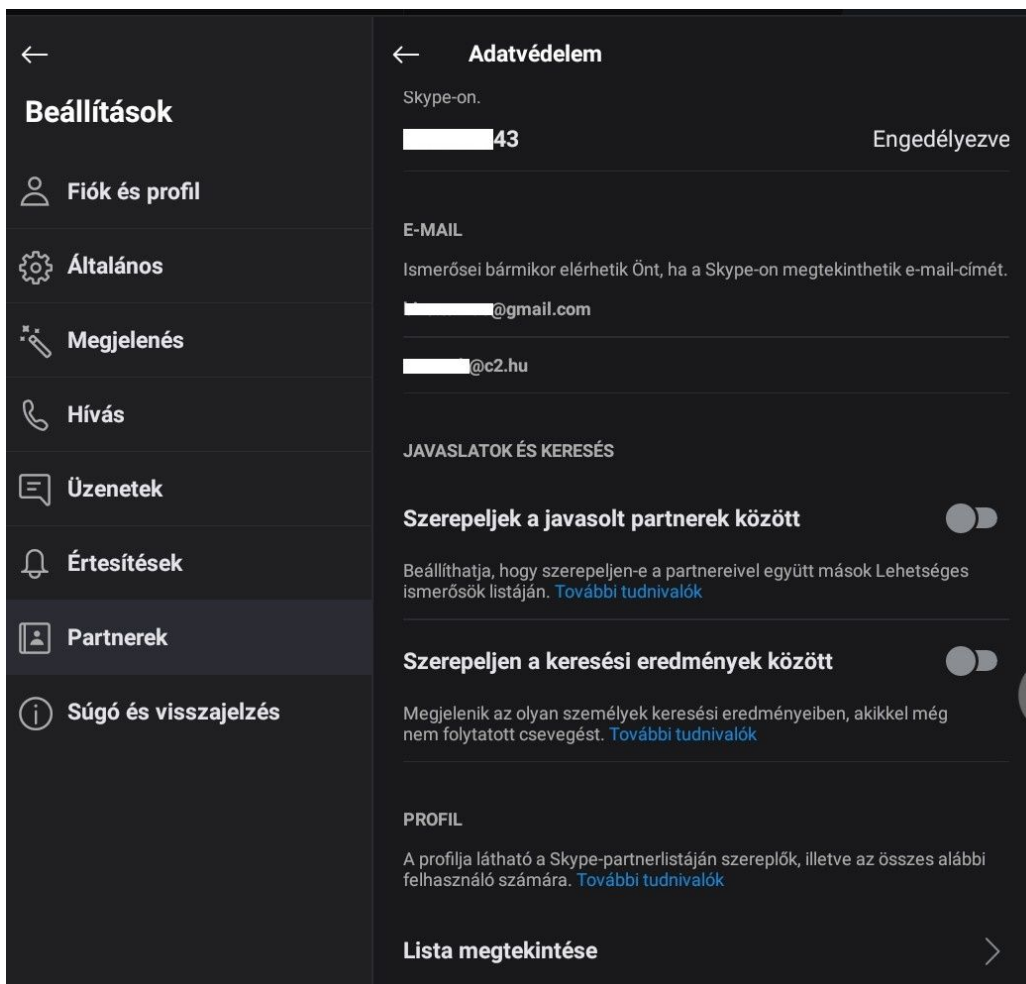 Beállítások
Fiók és profil
Általános
Megjelenés
Hívás
Üzenetek
Értesítések
Partnerek
Súgó és visszajelzés
Adatvédelem
Skype-on.
43
Engedélyezve
E-MAIL
Ismerősei bármikor elérhetik Önt, ha a Skype-on megtekinthetik e-mail-címét.
@gmail.com
@c2.hu
JAVASLATOK ÉS KERESÉS
Szerepeljek a javasolt partnerek között
Beállíthatja, hogy szerepeljen-e a partnereivel együtt mások Lehetséges
ismerősök listáján. További tudnivalók
Szerepeljen a keresési eredmények között
Megjelenik az olyan személyek keresési eredményeiben, akikkel még
nem folytatott csevegést. További tudnivalók
PROFIL
A profilja látható a Skype-partnerlistáján szereplők, illetve az összes alábbi
felhasználó számára. További tudnivalók
Lista megtekintése